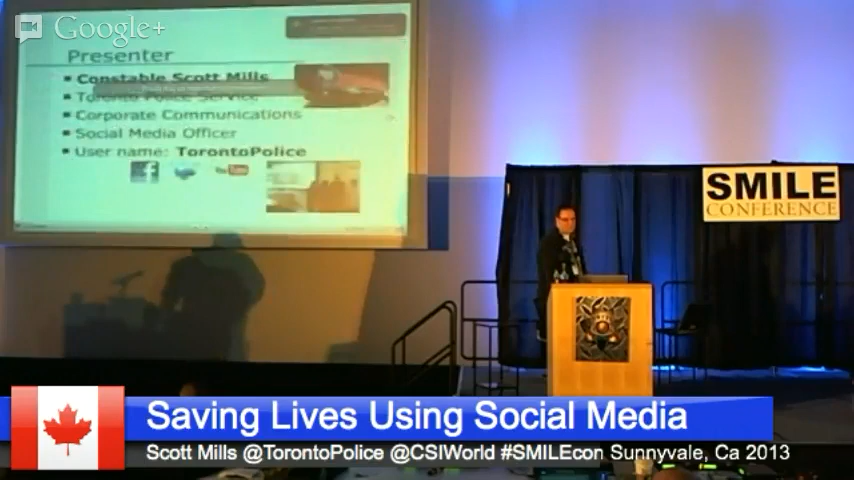 Google+
Presenter
Constable Scott Mills
Toronto Police Service
Corporate Communications
Social Media Officer
User name: TorontoPolice
SMILE
CONFERENCE
Saving Lives Using Social Media
Scott Mills @TorontoPolice @CSIWorld #SMILEcon Sunnyvale, Ca 2013